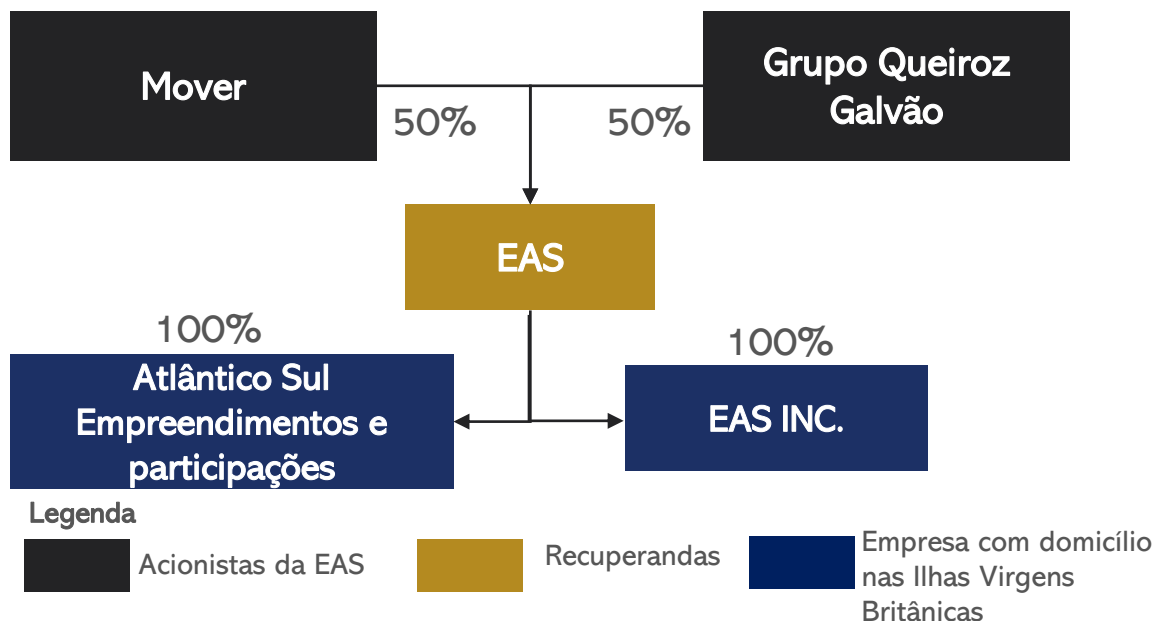 Mover
Grupo Queiroz
Galvão
50%
50%
EAS
100%
100%
Atlântico Sul
Empreendimentos e
participações
EAS INC.
Legenda
Acionistas da EAS
Recuperandas
Empresa com domicílio
nas Ilhas Virgens
Britânicas